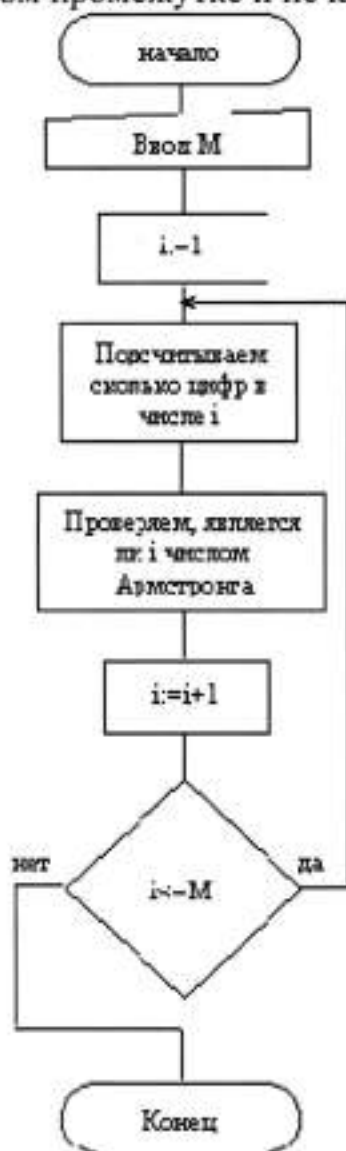 начало
Ввод М
i:=1
Подсчитываем
сколько цифр в
числе i
Проверяем, является
ли i числом
Армстронга
i:=i+1
нет
i<=M
да
Конец